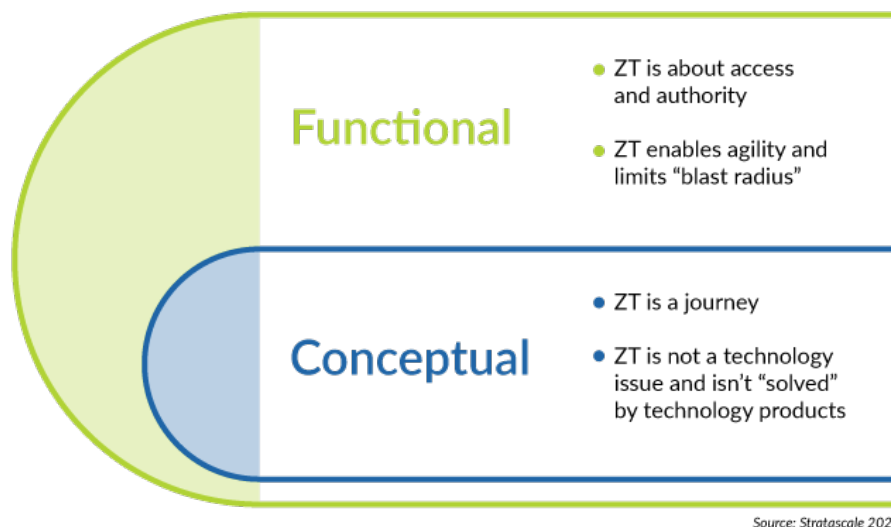 Functional
ZT is about access
and authority
ZT enables agility and
limits “blast radius”
Conceptual
ZT is a journey
ZT is not a technology
issue and isn’t “solved”
by technology products
Source: Stratascale 202